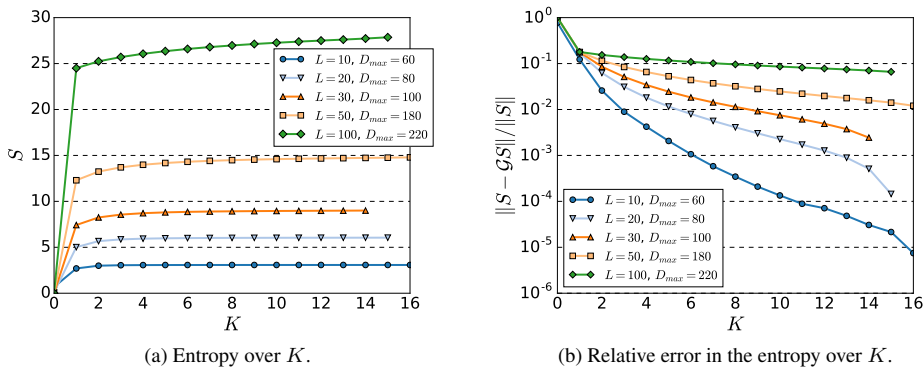 30
25
20
15
10
5
0
S
0 2 4 6 8 10 12 14 16
K
L = 10, D_max = 60
L = 20, D_max = 80
L = 30, D_max = 100
L = 50, D_max = 180
L = 100, D_max = 220
(a) Entropy over K.
10^0
10^-1
10^-2
10^-3
10^-4
10^-5
10^-6
||S − 𝒢S||/||S||
0 2 4 6 8 10 12 14 16
K
L = 10, D_max = 60
L = 20, D_max = 80
L = 30, D_max = 100
L = 50, D_max = 180
L = 100, D_max = 220
(b) Relative error in the entropy over K.